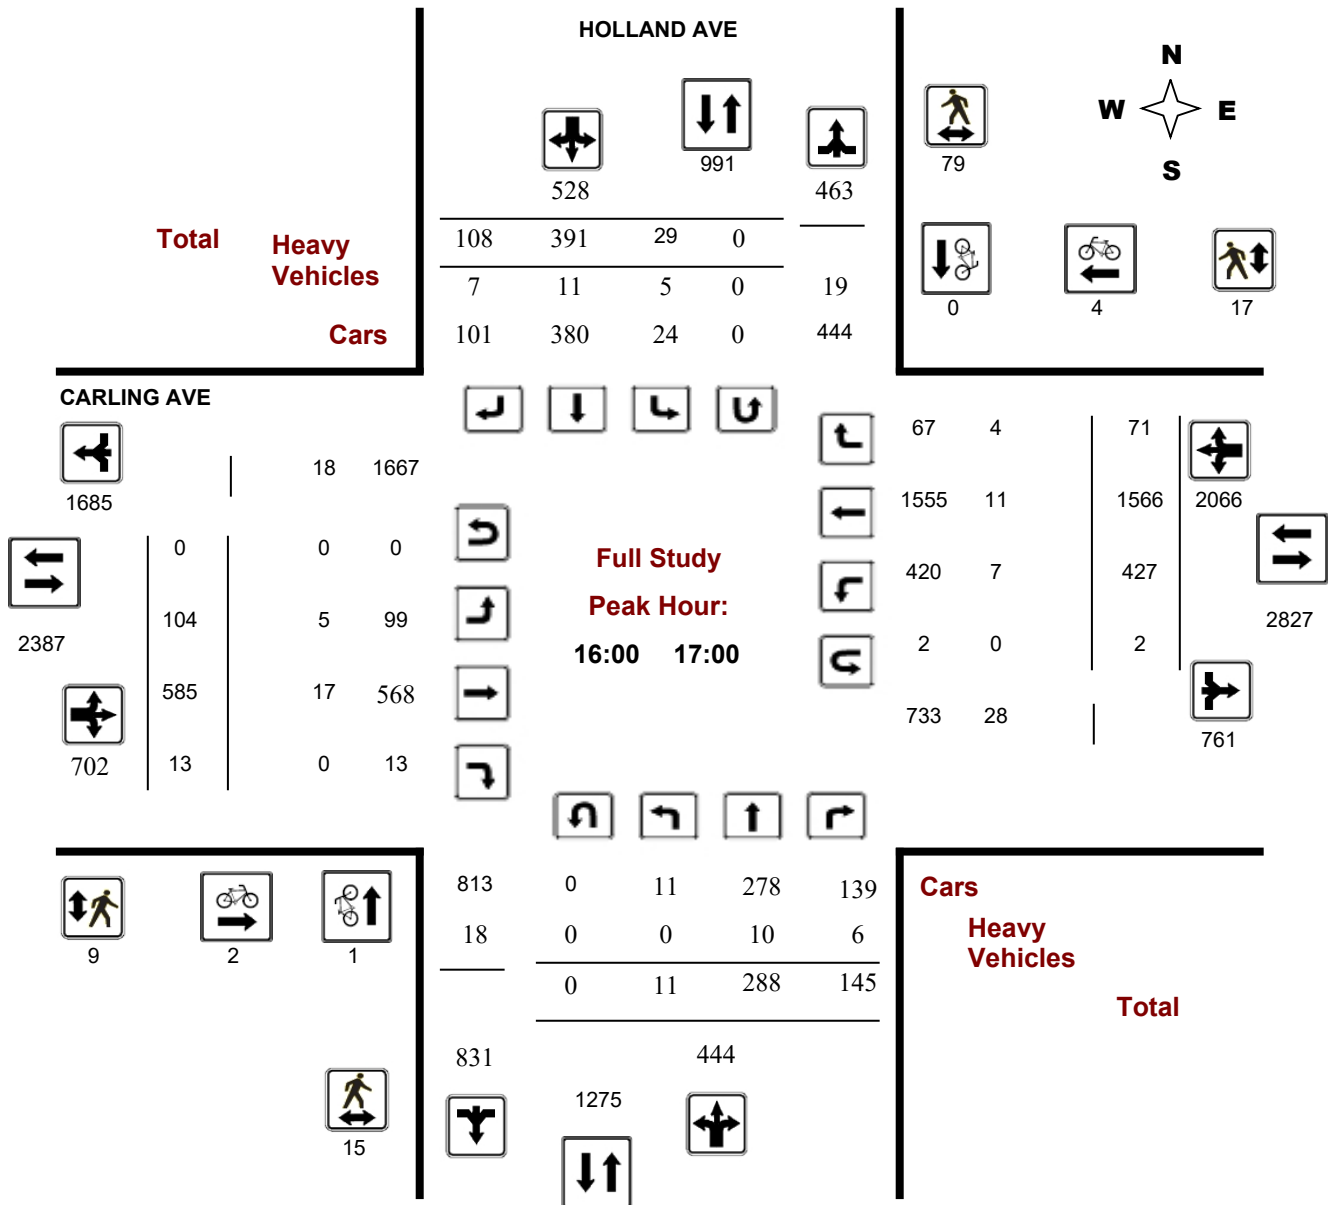 HOLLAND AVE
N
W E
S
991
79
528
463
Total
Heavy
Vehicles
Cars
108 391 29 0
7 11 5 0 19
101 380 24 0 444
0 4 17
CARLING AVE
1685
18 1667
0 0 0
104 5 99
2387
585 17 568
702
13 0 13
Full Study
Peak Hour:
16:00 17:00
67 4 71
1555 11 1566 2066
420 7 427
2827
2 0 2
733 28
761
813 0 11 278 139
18 0 0 10 6
0 11 288 145
831 444
1275
9 2 1
15
Cars
Heavy
Vehicles
Total